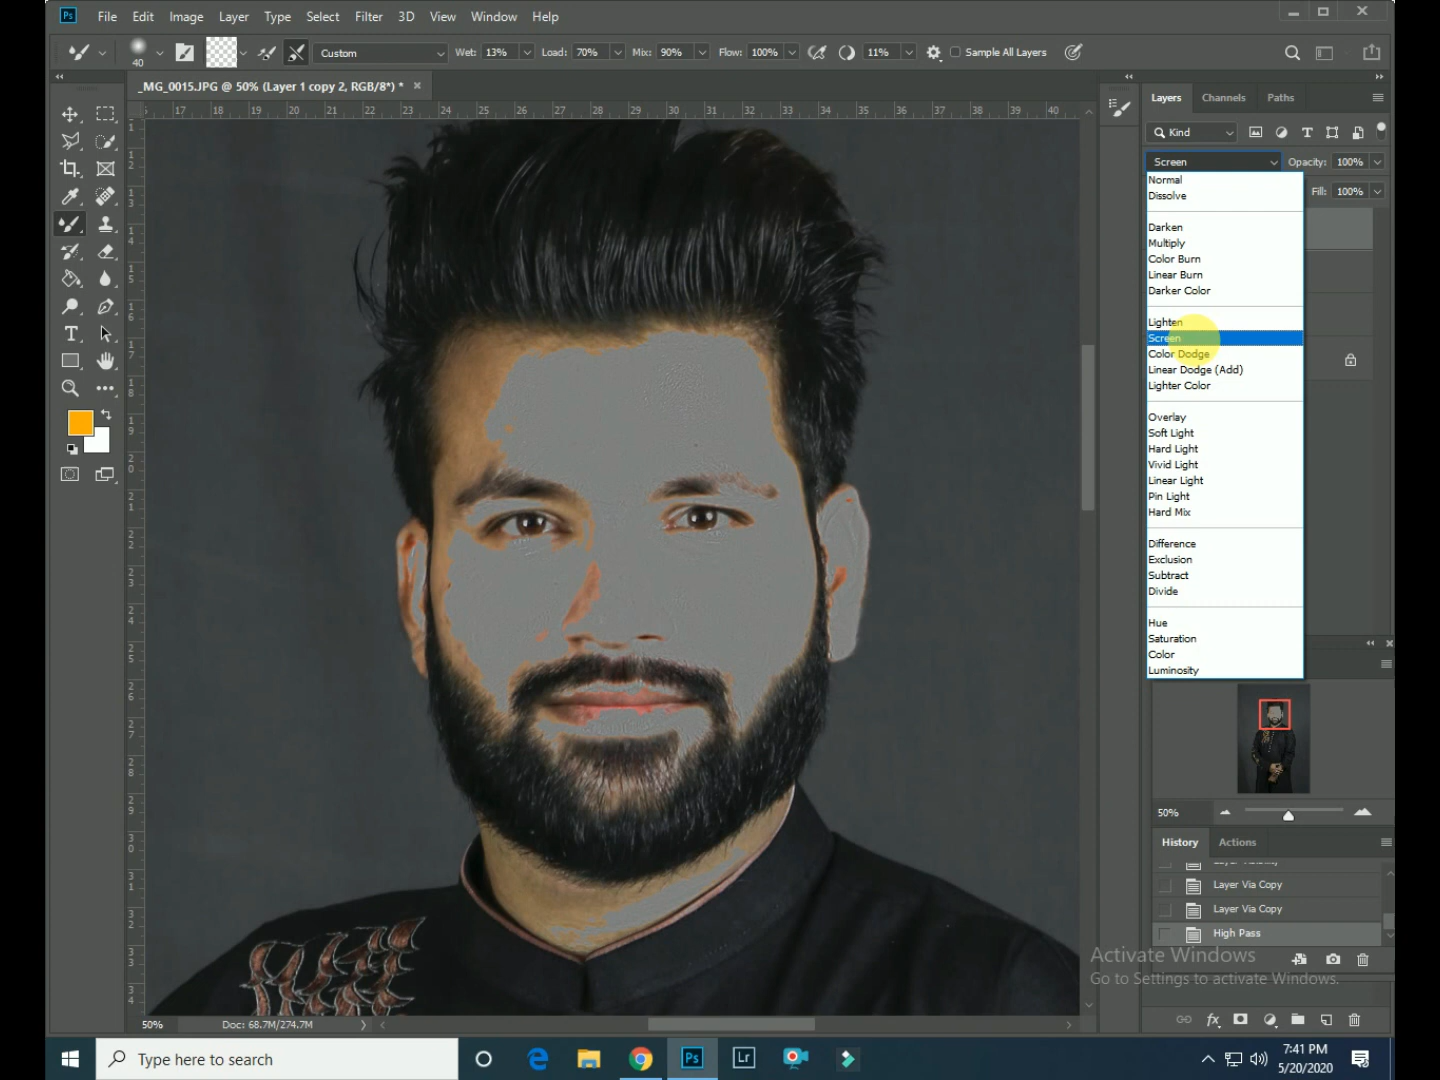 Ps File Edit Image Layer Type Select Filter 3D View Window Help
40 Custom Wet: 13% Load: 70% Mix: 90% Flow: 100% 11% Sample All Layers
_MG_0015.JPG @ 50% (Layer 1 copy 2, RGB/8*) *
17 18 19 20 21 22 23 24 25 26 27 28 29 30 31 32 33 34 35 36 37 38 39 40
Layers Channels Paths
Kind
Screen Opacity: 100%
Fill: 100%
Normal
Dissolve
Darken
Multiply
Color Burn
Linear Burn
Darker Color
Lighten
Screen
Color Dodge
Linear Dodge (Add)
Lighter Color
Overlay
Soft Light
Hard Light
Vivid Light
Linear Light
Pin Light
Hard Mix
Difference
Exclusion
Subtract
Divide
Hue
Saturation
Color
Luminosity
50%
History Actions
Layer Via Copy
Layer Via Copy
High Pass
Activate Windows
Go to Settings to activate Windows.
50% Doc: 68.7M/274.7M
Type here to search
Ps Lr
7:41 PM
5/20/2020